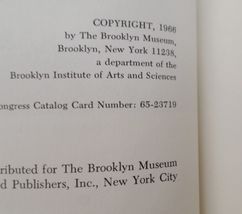 COPYRIGHT, 1966
by The Brooklyn Museum,
Brooklyn, New York 11238,
a department of the
Brooklyn Institute of Arts and Sciences
ongress Catalog Card Number: 65-23719
ributed for The Brooklyn Museum
d Publishers, Inc., New York City